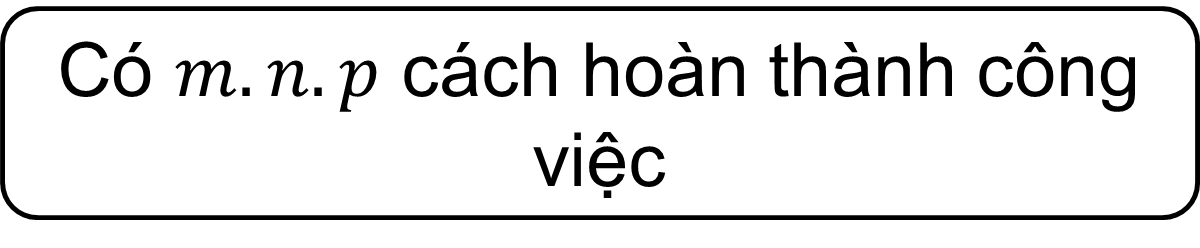 Có 𝑚. 𝑛. 𝑝 cách hoàn thành công
việc